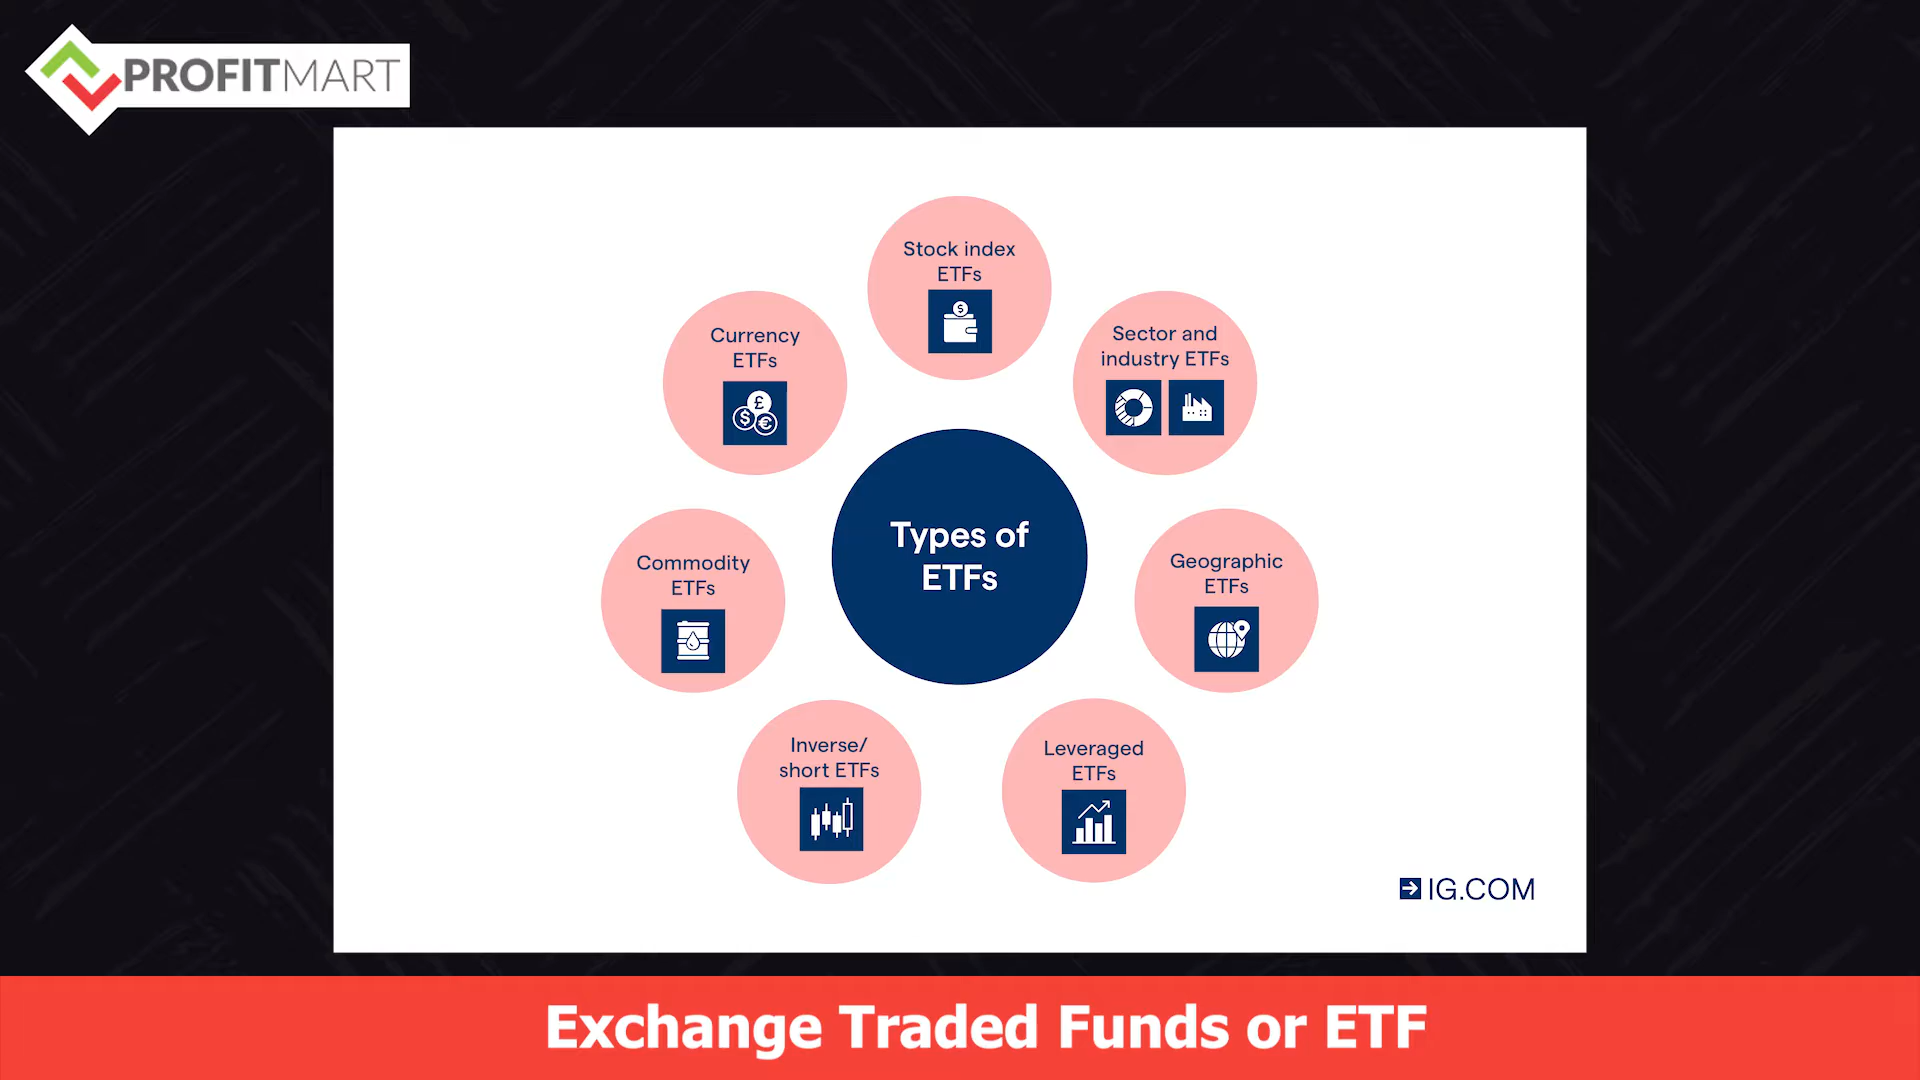 PROFITMART
Stock index
ETFs
Sector and
industry ETFs
Geographic
ETFs
Leveraged
ETFs
Inverse/
short ETFs
Commodity
ETFs
Currency
ETFs
Types of
ETFs
IG.COM
Exchange Traded Funds or ETF